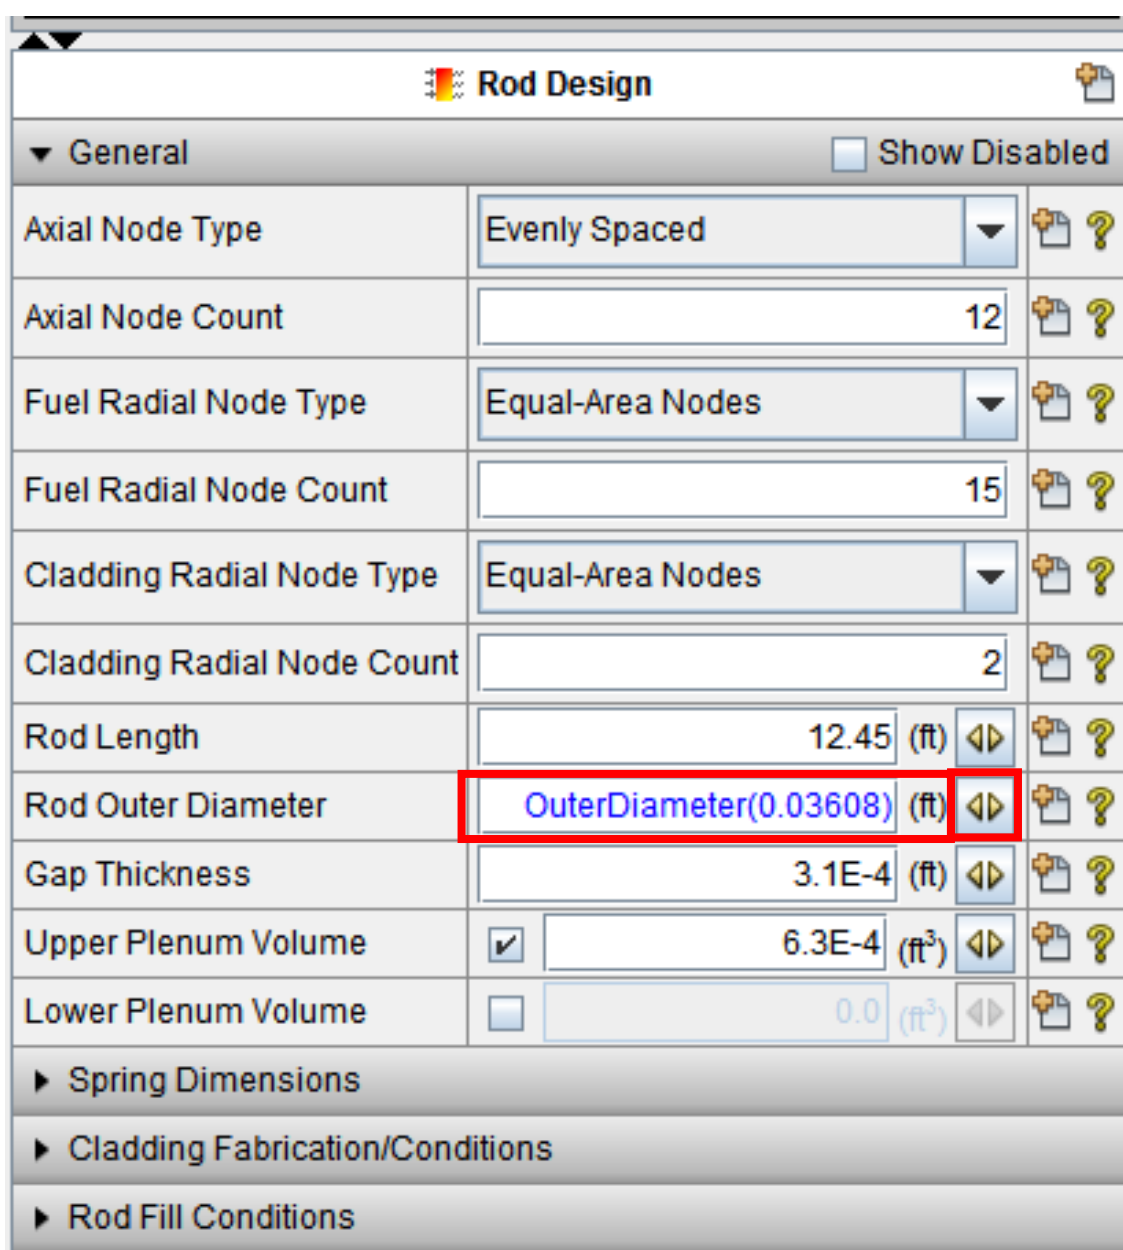 Rod Design
General Show Disabled
Axial Node Type Evenly Spaced
Axial Node Count 12
Fuel Radial Node Type Equal-Area Nodes
Fuel Radial Node Count 15
Cladding Radial Node Type Equal-Area Nodes
Cladding Radial Node Count 2
Rod Length 12.45 (ft)
Rod Outer Diameter OuterDiameter(0.03608) (ft)
Gap Thickness 3.1E-4 (ft)
Upper Plenum Volume 6.3E-4 (ft³)
Lower Plenum Volume 0.0 (ft³)
Spring Dimensions
Cladding Fabrication/Conditions
Rod Fill Conditions